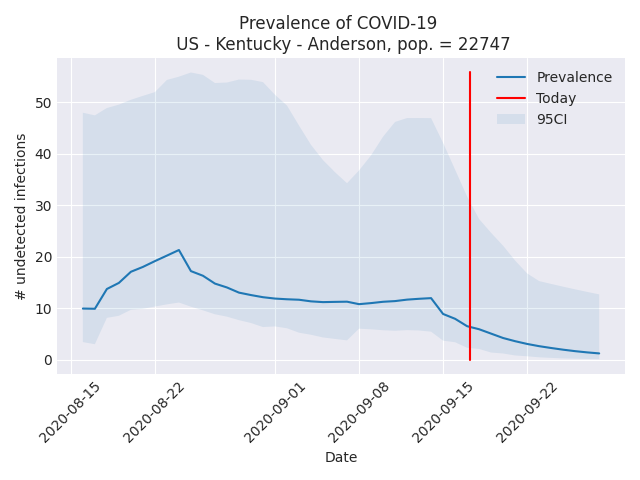 Prevalence of COVID-19
US - Kentucky - Anderson, pop. = 22747
Prevalence
Today
95CI
# undetected infections
50
40
30
20
10
0
2020-08-15
2020-08-22
2020-09-01
2020-09-08
2020-09-15
2020-09-22
Date